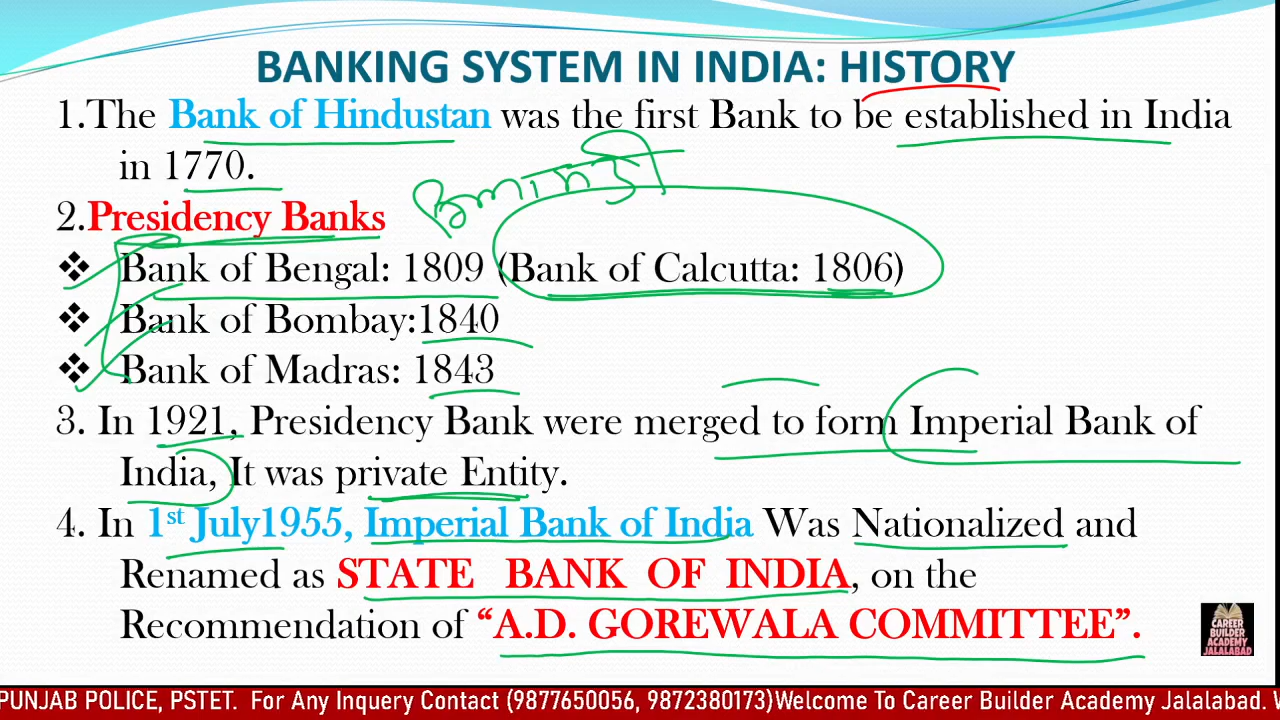 BANKING SYSTEM IN INDIA: HISTORY
1.The Bank of Hindustan was the first Bank to be established in India
in 1770.
2.Presidency Banks
❖ Bank of Bengal: 1809 (Bank of Calcutta: 1806)
❖ Bank of Bombay:1840
❖ Bank of Madras: 1843
3. In 1921, Presidency Bank were merged to form Imperial Bank of
India, It was private Entity.
4. In 1st July1955, Imperial Bank of India Was Nationalized and
Renamed as STATE BANK OF INDIA, on the
Recommendation of “A.D. GOREWALA COMMITTEE”.
CAREER
BUILDER
ACADEMY
JALALABAD
PUNJAB POLICE, PSTET. For Any Inquery Contact (9877650056, 9872380173)Welcome To Career Builder Academy Jalalabad.